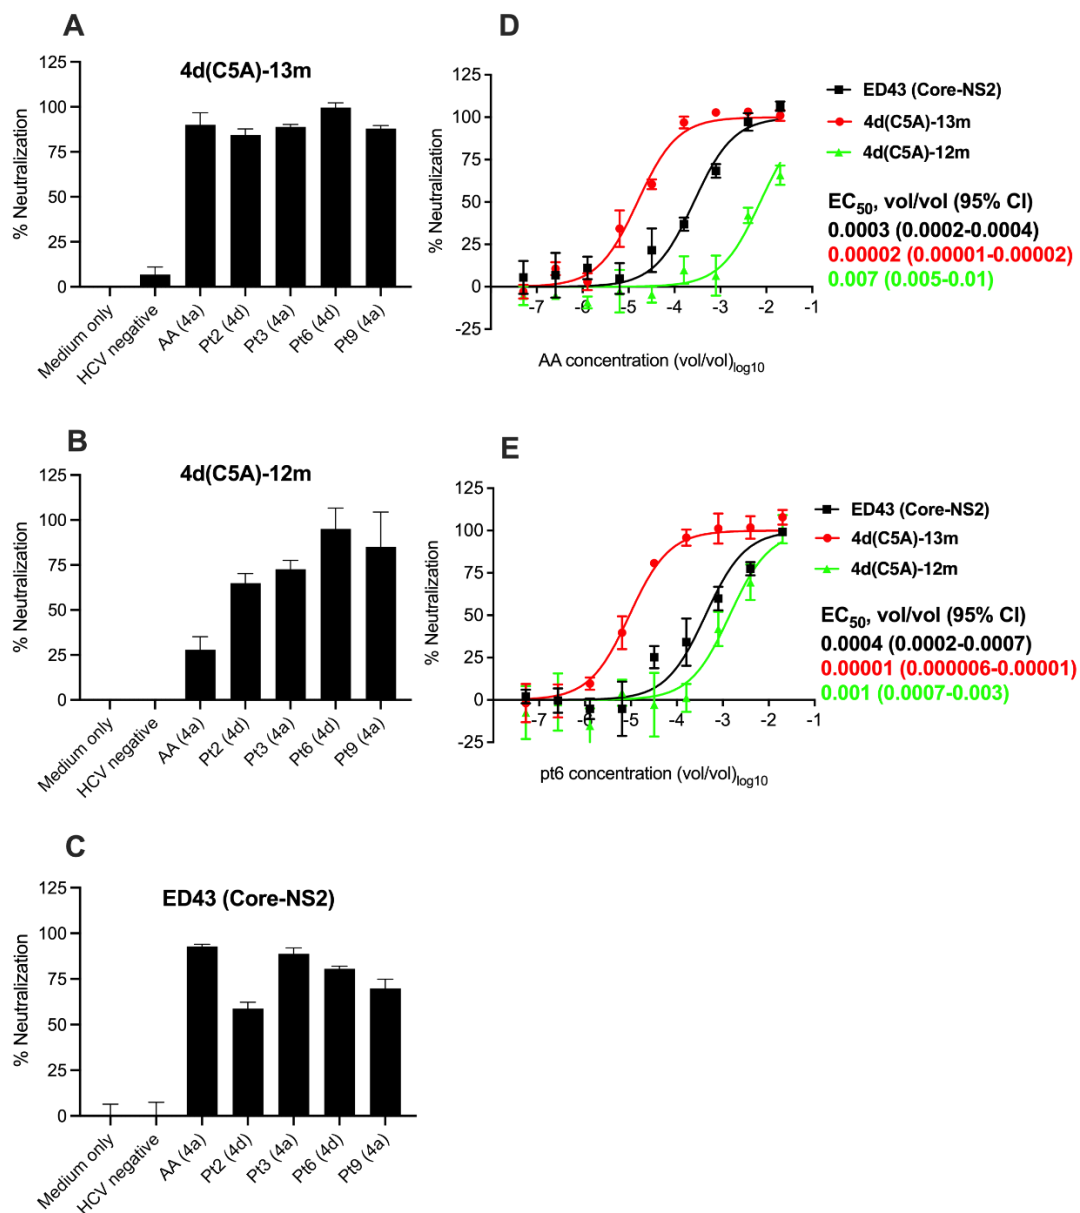 A
4d(C5A)-13m
% Neutralization
125
100
75
50
25
0
Medium only
HCV negative
AA (4a)
Pt2 (4d)
Pt3 (4a)
Pt6 (4d)
Pt9 (4a)
B
4d(C5A)-12m
% Neutralization
125
100
75
50
25
0
Medium only
HCV negative
AA (4a)
Pt2 (4d)
Pt3 (4a)
Pt6 (4d)
Pt9 (4a)
C
ED43 (Core-NS2)
% Neutralization
125
100
75
50
25
0
Medium only
HCV negative
AA (4a)
Pt2 (4d)
Pt3 (4a)
Pt6 (4d)
Pt9 (4a)
D
% Neutralization
125
100
75
50
25
0
-25
-7 -6 -5 -4 -3 -2 -1
AA concentration (vol/vol)log10
ED43 (Core-NS2)
4d(C5A)-13m
4d(C5A)-12m
EC50, vol/vol (95% CI)
0.0003 (0.0002-0.0004)
0.00002 (0.00001-0.00002)
0.007 (0.005-0.01)
E
% Neutralization
125
100
75
50
25
0
-25
-7 -6 -5 -4 -3 -2 -1
pt6 concentration (vol/vol)log10
ED43 (Core-NS2)
4d(C5A)-13m
4d(C5A)-12m
EC50, vol/vol (95% CI)
0.0004 (0.0002-0.0007)
0.00001 (0.000006-0.00001)
0.001 (0.0007-0.003)